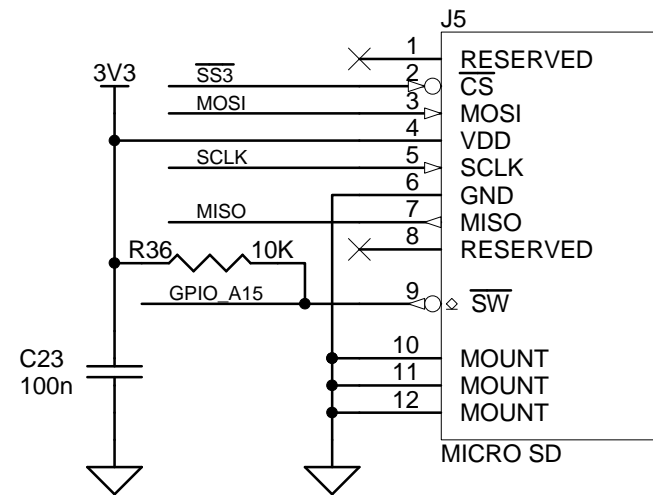 J5
1 RESERVED
3V3 SS3 2 CS
MOSI 3 MOSI
4 VDD
SCLK 5 SCLK
6 GND
MISO 7 MISO
8 RESERVED
R36 10K
GPIO_A15 9 SW
10 MOUNT
C23
11 MOUNT
100n
12 MOUNT
MICRO SD